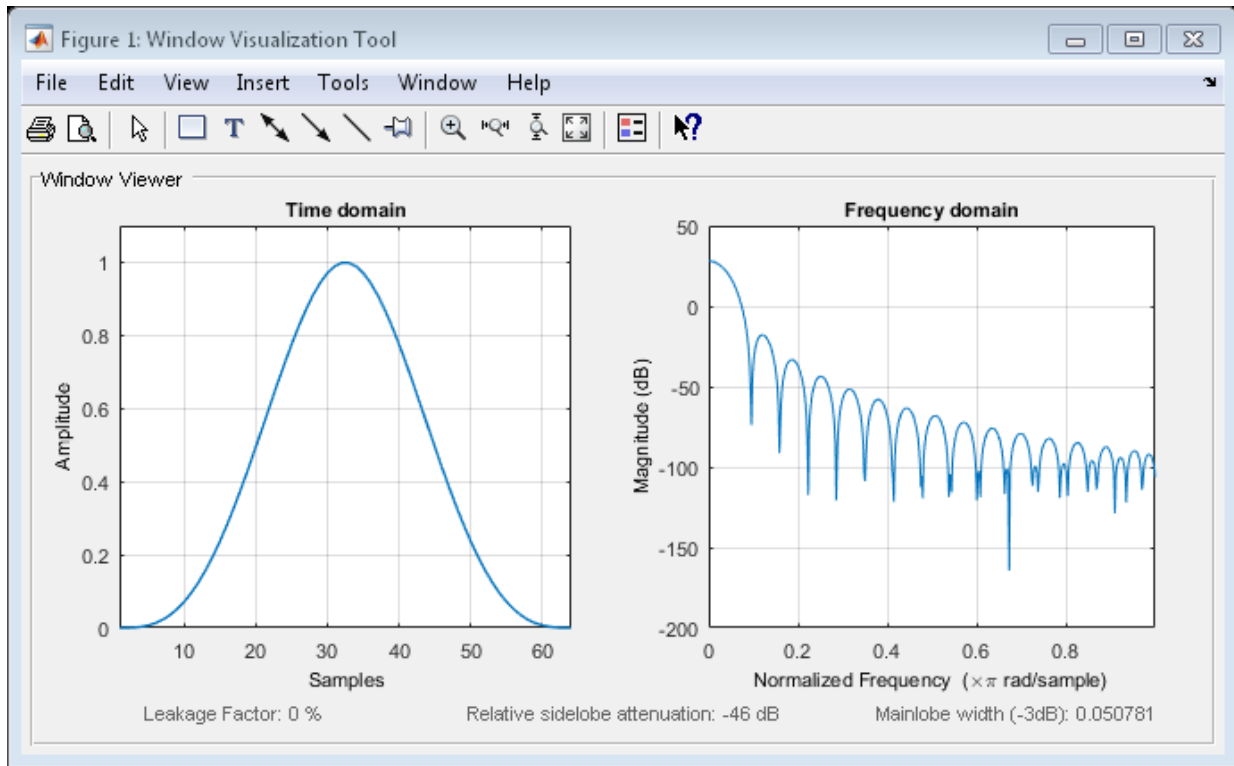 Figure 1: Window Visualization Tool
File Edit View Insert Tools Window Help
T
?
Window Viewer
Time domain
1
0.8
0.6
0.4
0.2
0
Amplitude
10 20 30 40 50 60
Samples
Frequency domain
50
0
-50
-100
-150
-200
Magnitude (dB)
0 0.2 0.4 0.6 0.8
Normalized Frequency (×π rad/sample)
Leakage Factor: 0 % Relative sidelobe attenuation: -46 dB Mainlobe width (-3dB): 0.050781